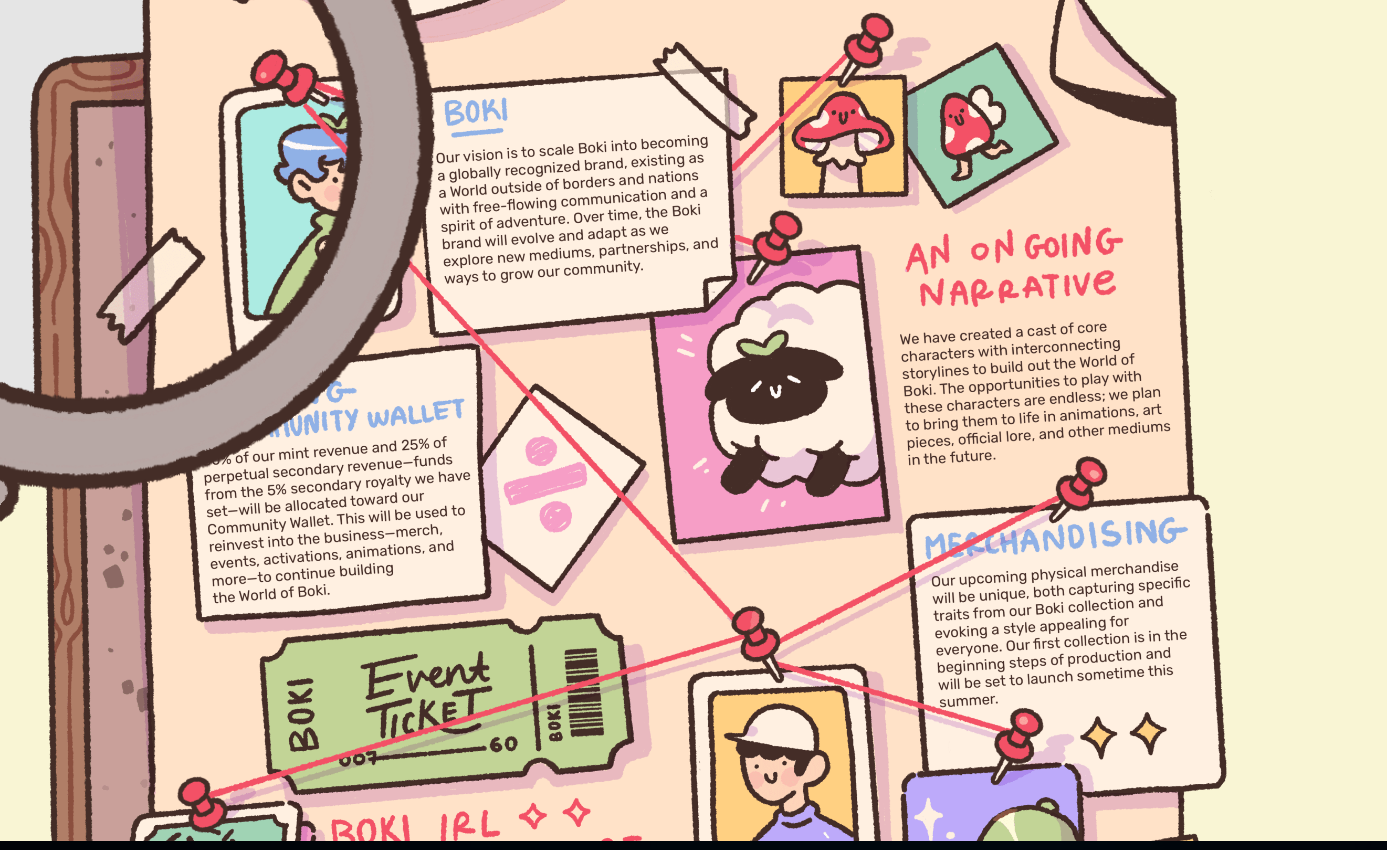 BOKI
Our vision is to scale Boki into becoming
a globally recognized brand, existing as
a World outside of borders and nations
with free-flowing communication and a
spirit of adventure. Over time, the Boki
brand will evolve and adapt as we
explore new mediums, partnerships, and
ways to grow our community.
AN ONGOING
NARRATIVE
We have created a cast of core
characters with interconnecting
storylines to build out the World of
Boki. The opportunities to play with
these characters are endless; we plan
to bring them to life in animations, art
pieces, official lore, and other mediums
in the future.
WALLET
of our mint revenue and 25% of
perpetual secondary revenue—funds
from the 5% secondary royalty we have
set—will be allocated toward our
Community Wallet. This will be used to
reinvest into the business—merch,
events, activations, animations, and
more—to continue building
the World of Boki.
MERCHANDISING
Our upcoming physical merchandise
will be unique, both capturing specific
traits from our Boki collection and
evoking a style appealing for
everyone. Our first collection is in the
beginning steps of production and
will be set to launch sometime this
summer.
BOKI
Event
TICKET
007 60
BOKI
BOKI IRL